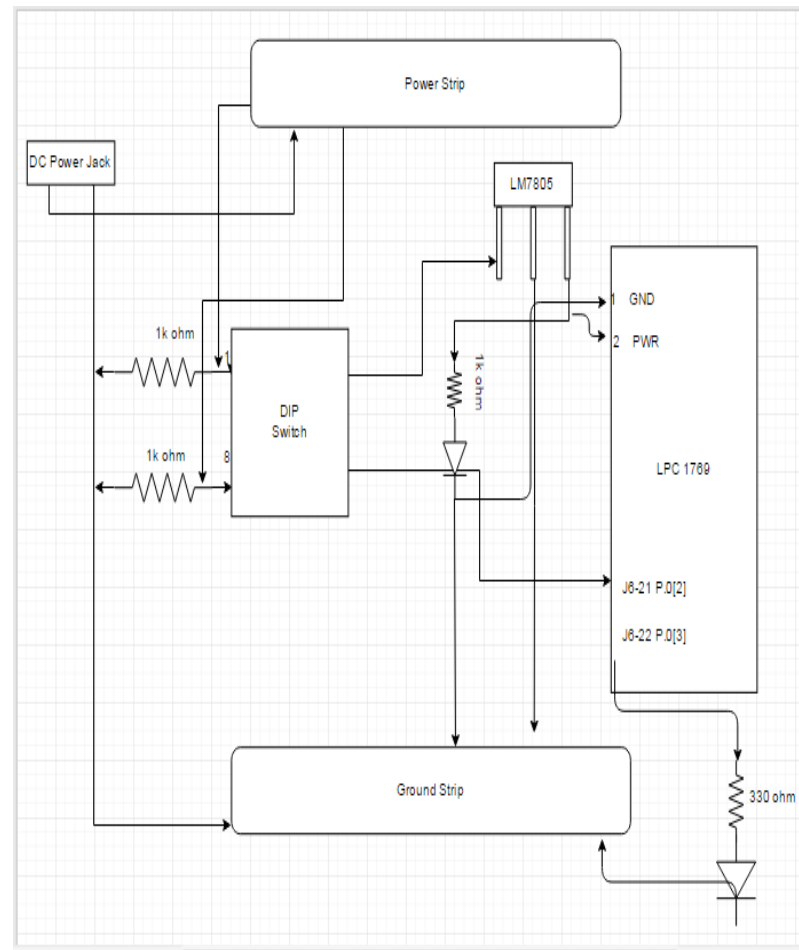 Power Strip
DC Power Jack
LM7805
1 GND
2 PWR
1k ohm
1
1k ohm
DIP
Switch
1k ohm
8
LPC 1769
J6-21 P.0[2]
J6-22 P.0[3]
Ground Strip
330 ohm